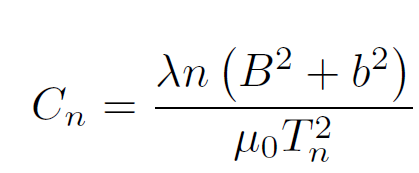 C_n = \frac{\lambda n \left( B^2 + b^2 \right)}{\mu_0 T_n^2}